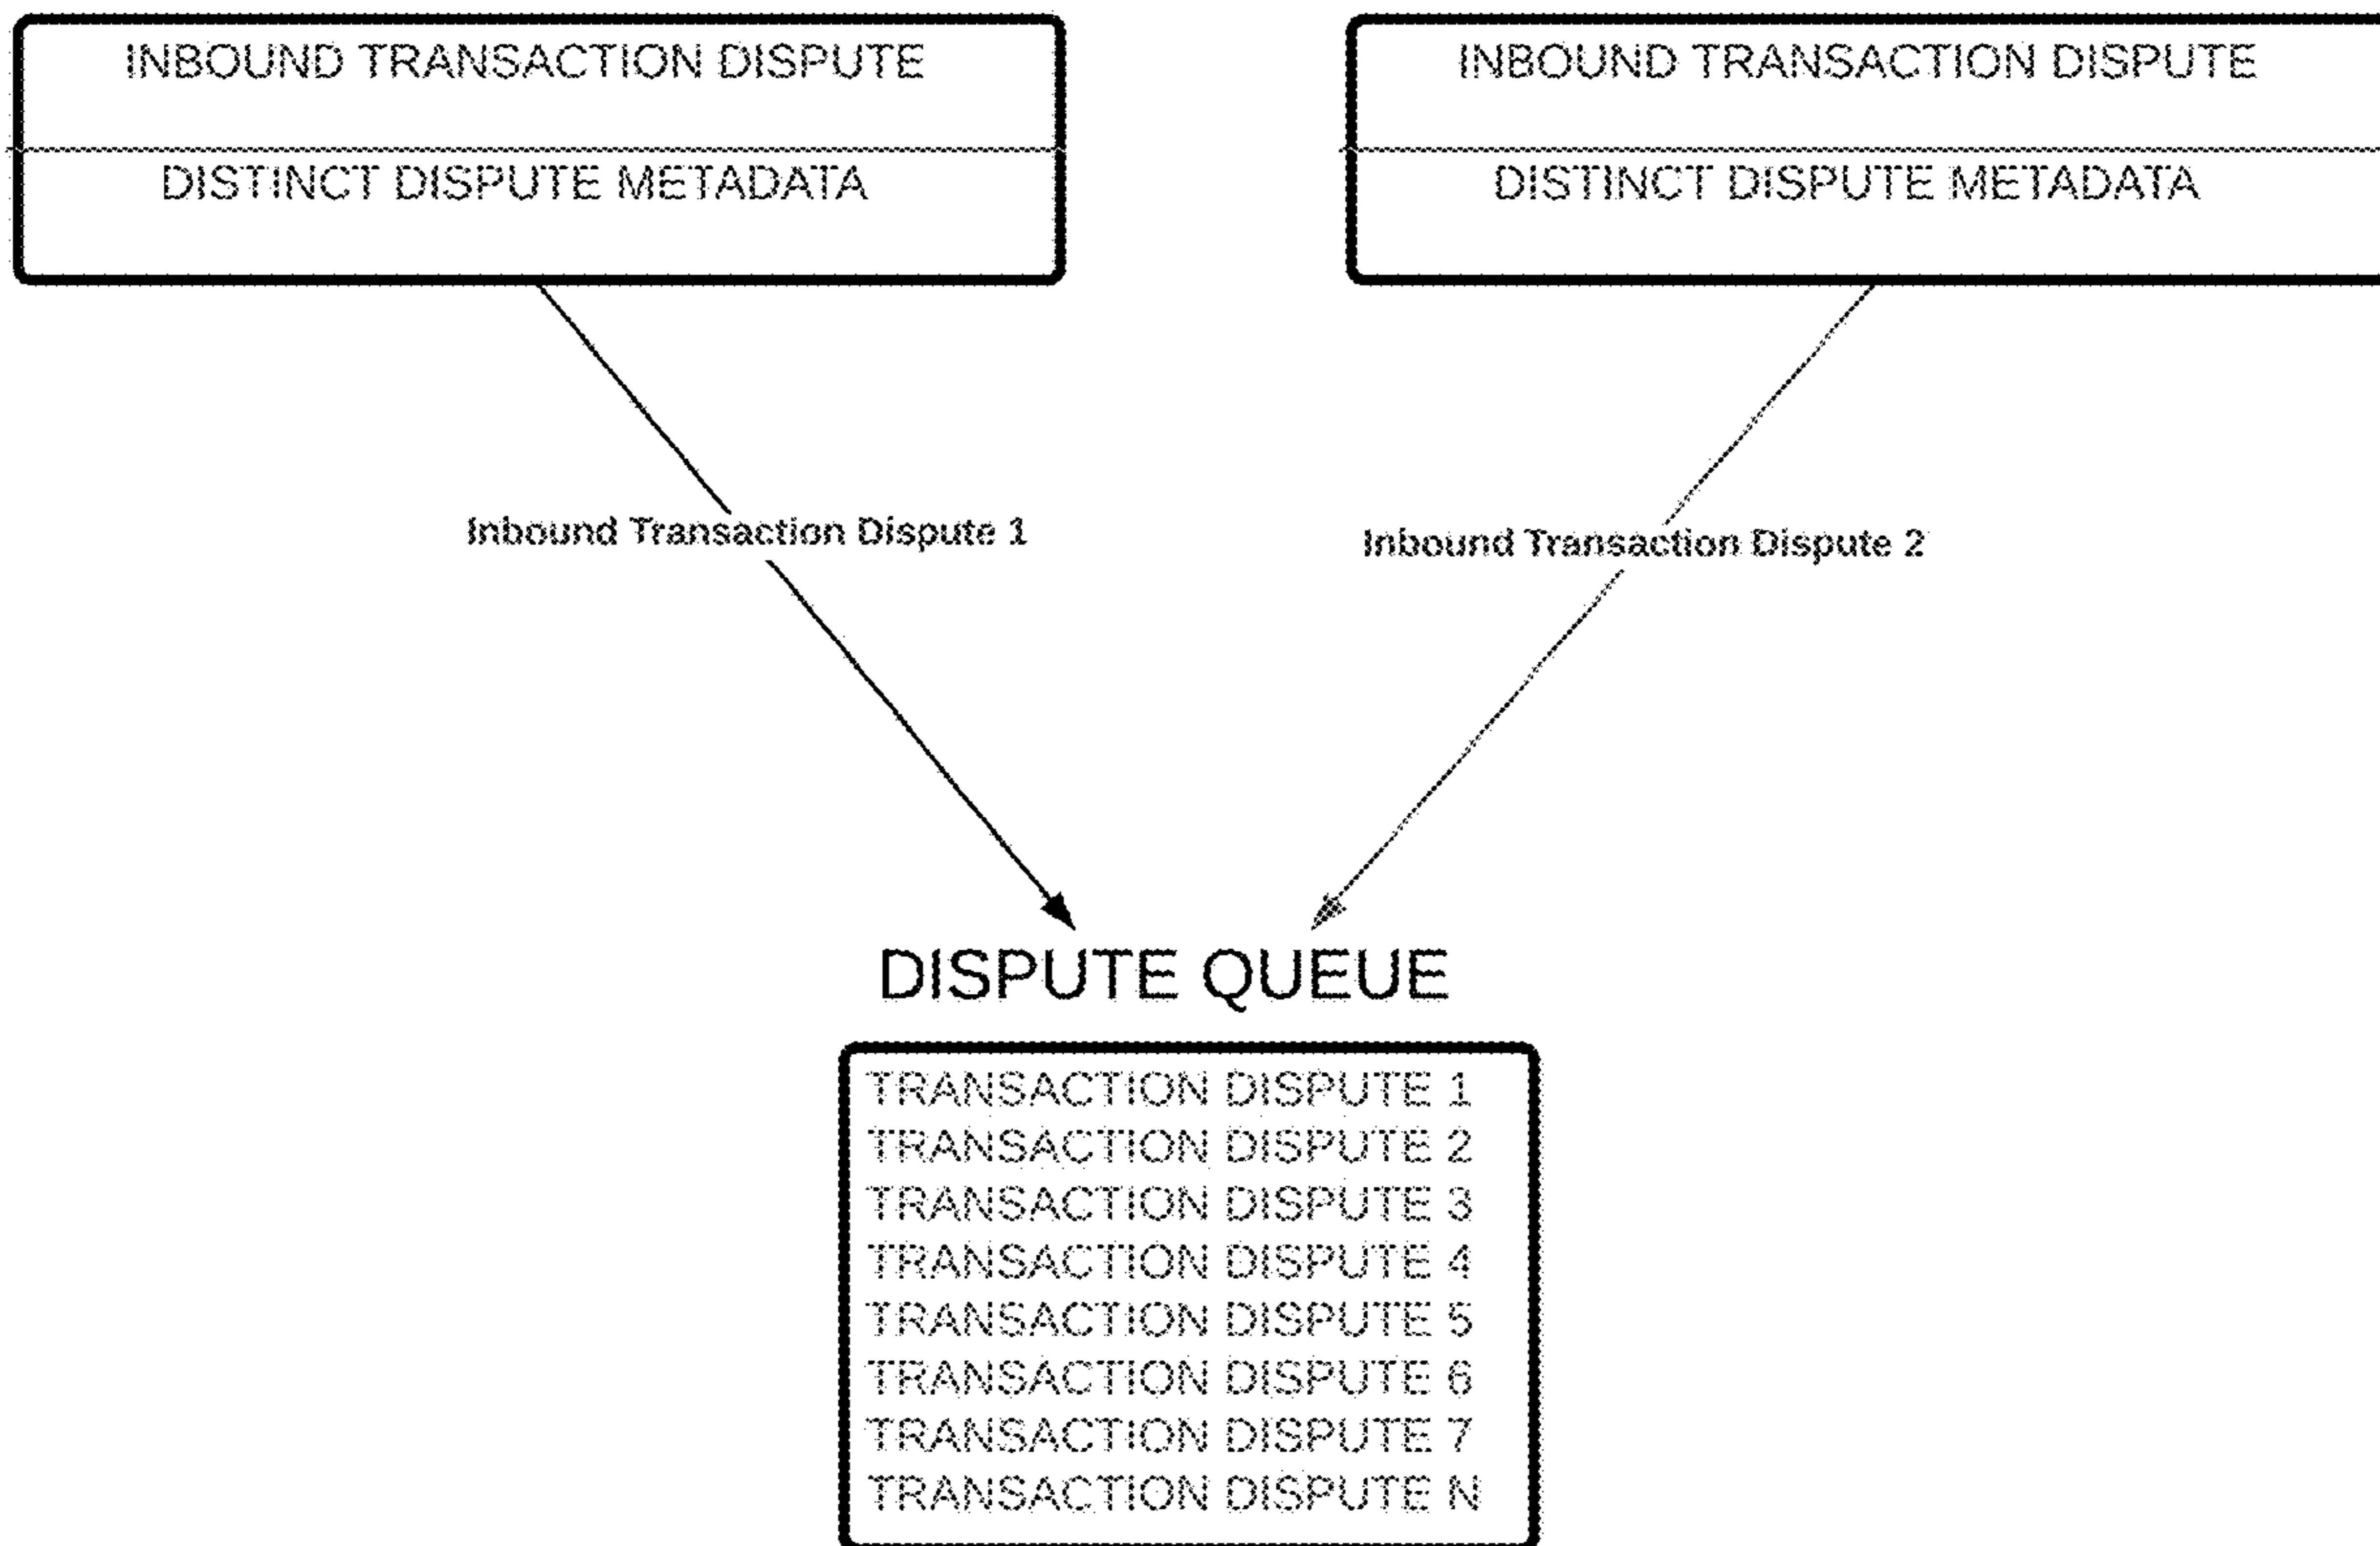 INBOUND TRANSACTION DISPUTE
DISTINCT DISPUTE METADATA
INBOUND TRANSACTION DISPUTE
DISTINCT DISPUTE METADATA
Inbound Transaction Dispute 1
Inbound Transaction Dispute 2
DISPUTE QUEUE
TRANSACTION DISPUTE 1
TRANSACTION DISPUTE 2
TRANSACTION DISPUTE 3
TRANSACTION DISPUTE 4
TRANSACTION DISPUTE 5
TRANSACTION DISPUTE 6
TRANSACTION DISPUTE 7
TRANSACTION DISPUTE N